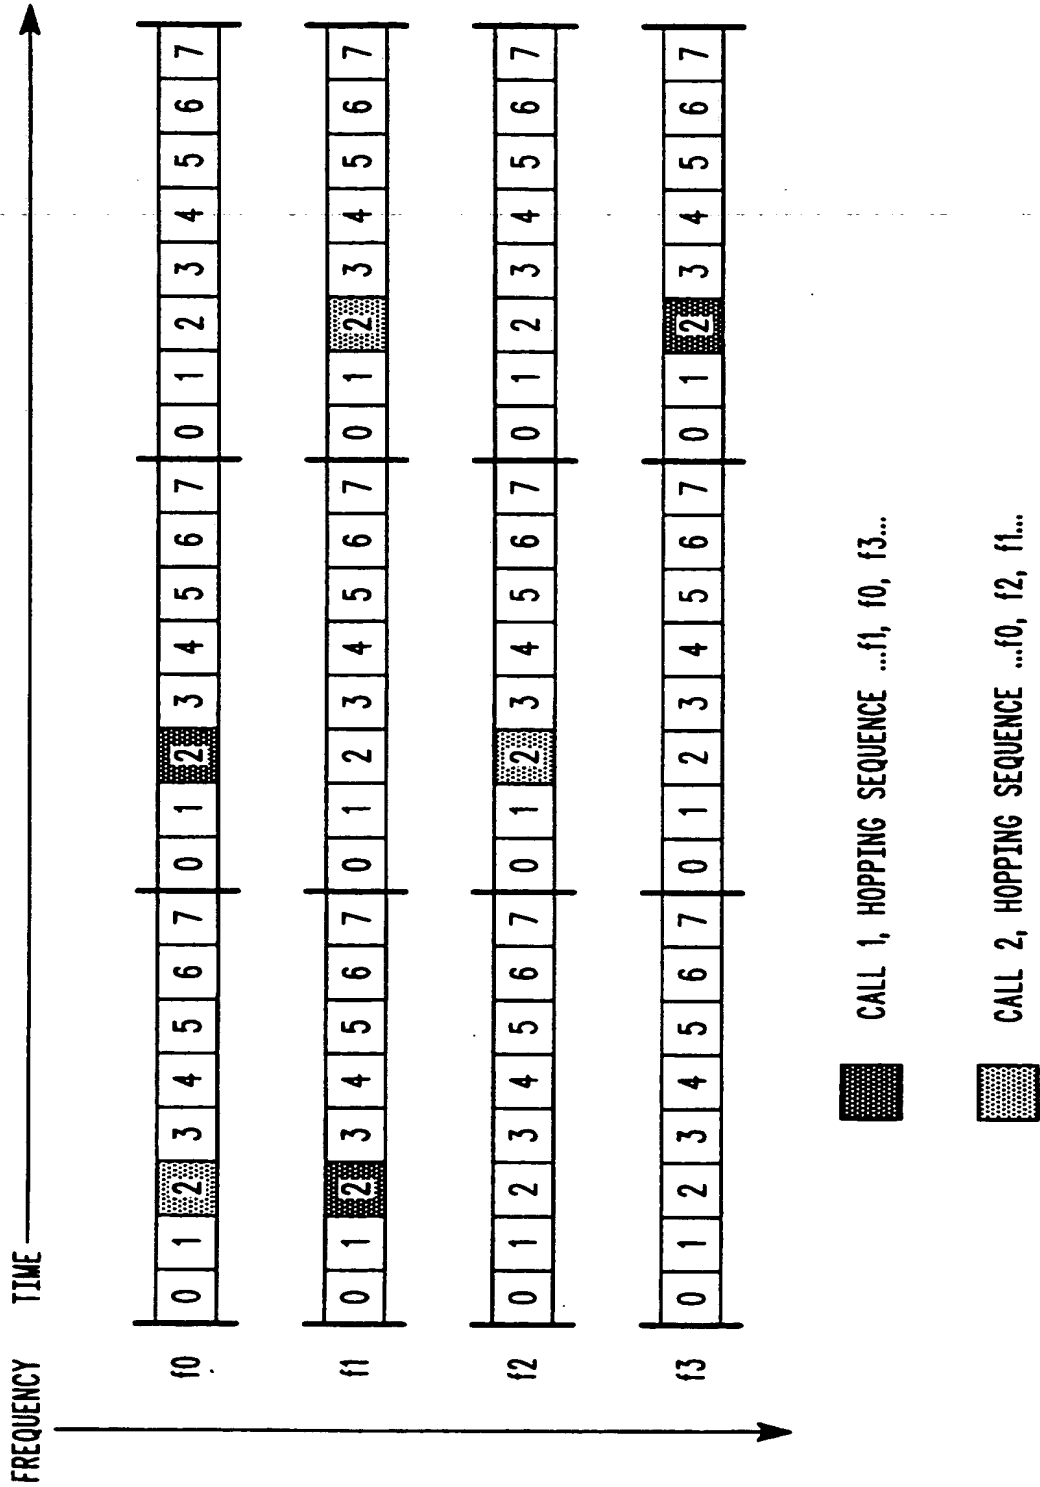 FREQUENCY TIME
f0 0 1 2 3 4 5 6 7 0 1 2 3 4 5 6 7 0 1 2 3 4 5 6 7
f1 0 1 2 3 4 5 6 7 0 1 2 3 4 5 6 7 0 1 2 3 4 5 6 7
f2 0 1 2 3 4 5 6 7 0 1 2 3 4 5 6 7 0 1 2 3 4 5 6 7
f3 0 1 2 3 4 5 6 7 0 1 2 3 4 5 6 7 0 1 2 3 4 5 6 7
CALL 1, HOPPING SEQUENCE ...f1, f0, f3...
CALL 2, HOPPING SEQUENCE ...f0, f2, f1...